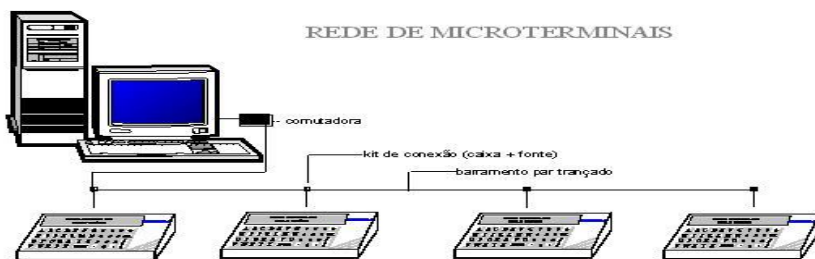 REDE DE MICROTERMINAIS
- comutadora
kit de conexão (caixa + fonte)
barramento par trançado